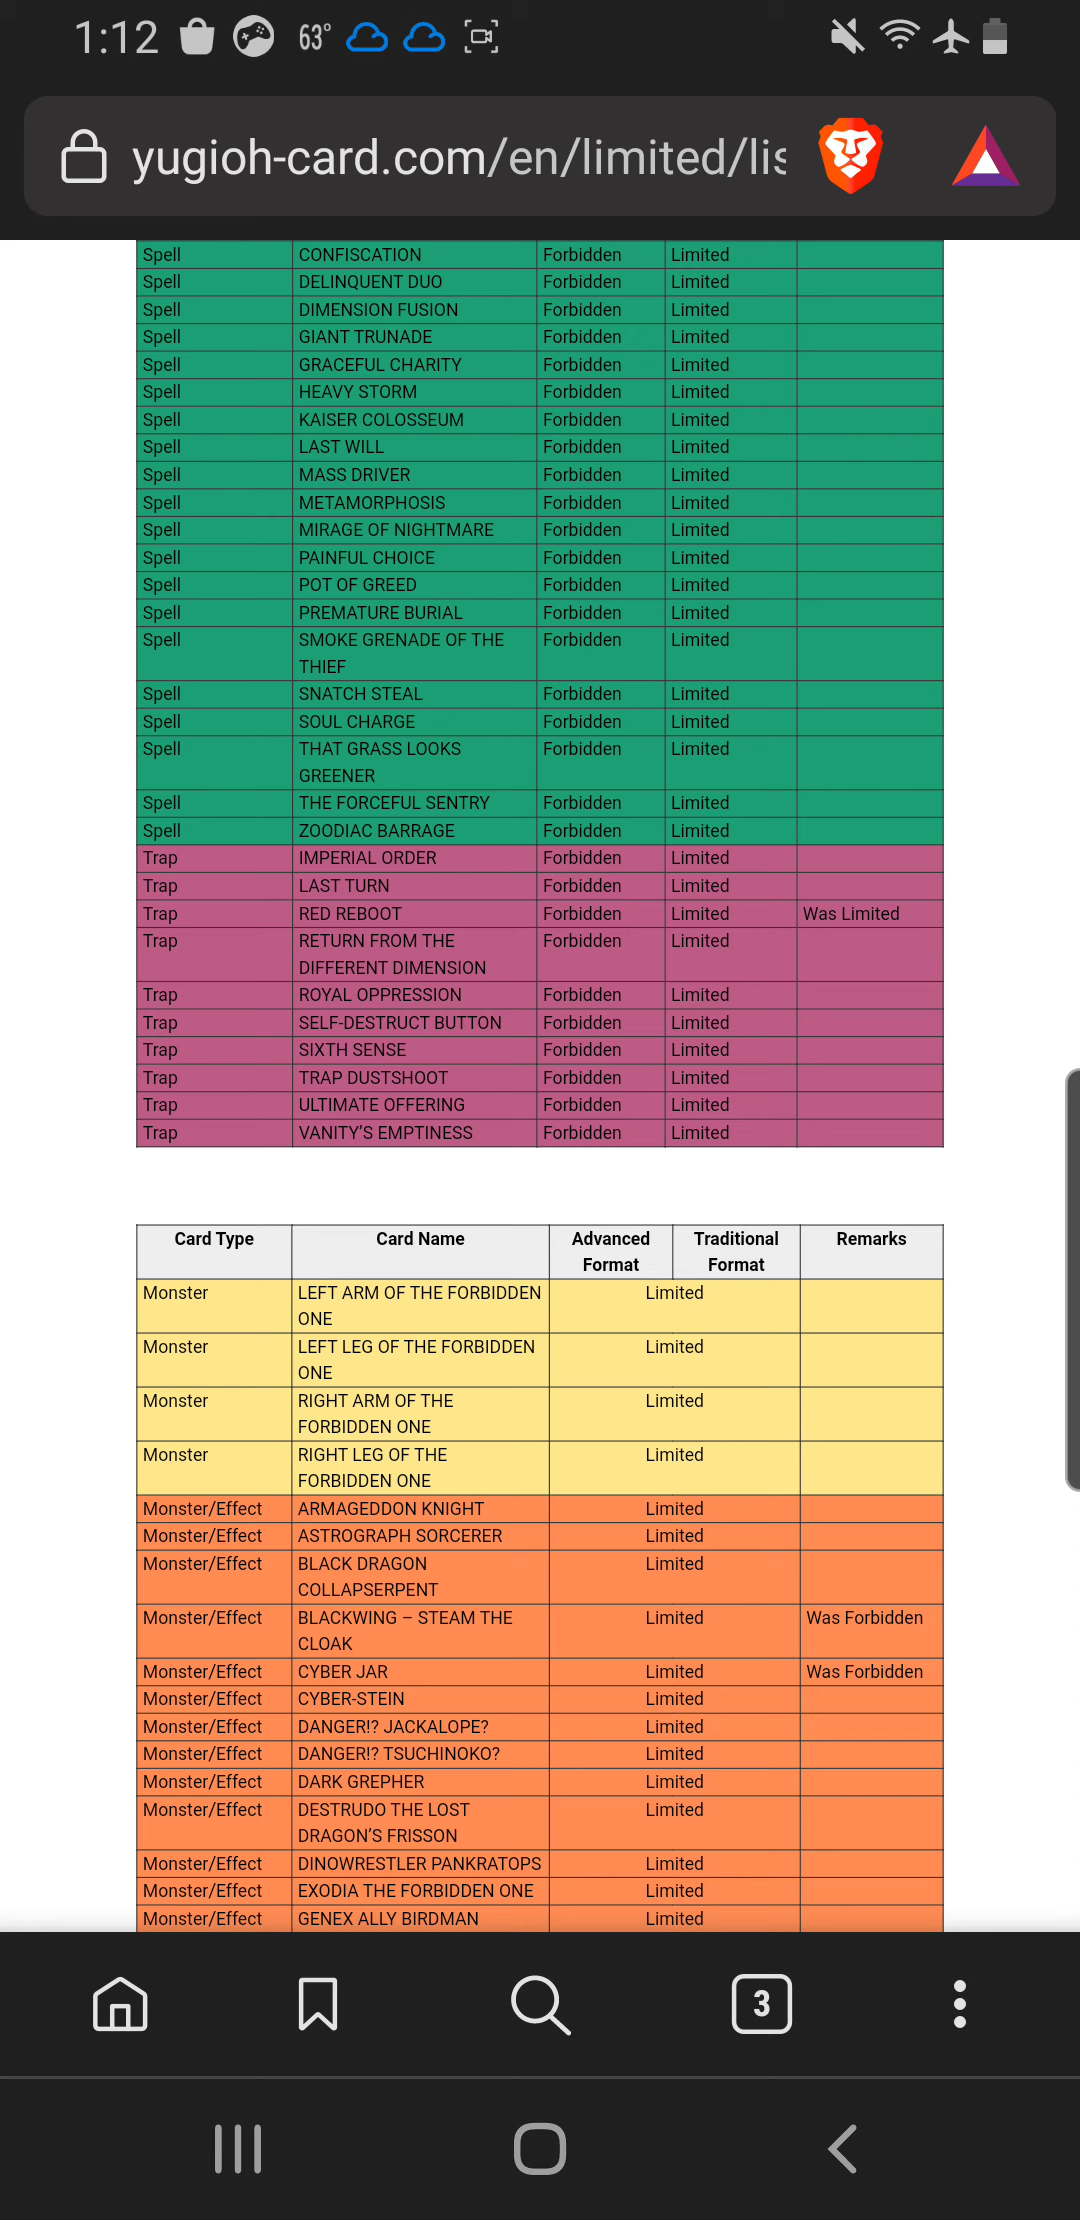 1:12 63°
yugioh-card.com/en/limited/lis
Spell CONFISCATION Forbidden Limited
Spell DELINQUENT DUO Forbidden Limited
Spell DIMENSION FUSION Forbidden Limited
Spell GIANT TRUNADE Forbidden Limited
Spell GRACEFUL CHARITY Forbidden Limited
Spell HEAVY STORM Forbidden Limited
Spell KAISER COLOSSEUM Forbidden Limited
Spell LAST WILL Forbidden Limited
Spell MASS DRIVER Forbidden Limited
Spell METAMORPHOSIS Forbidden Limited
Spell MIRAGE OF NIGHTMARE Forbidden Limited
Spell PAINFUL CHOICE Forbidden Limited
Spell POT OF GREED Forbidden Limited
Spell PREMATURE BURIAL Forbidden Limited
Spell SMOKE GRENADE OF THE Forbidden Limited
THIEF
Spell SNATCH STEAL Forbidden Limited
Spell SOUL CHARGE Forbidden Limited
Spell THAT GRASS LOOKS Forbidden Limited
GREENER
Spell THE FORCEFUL SENTRY Forbidden Limited
Spell ZOODIAC BARRAGE Forbidden Limited
Trap IMPERIAL ORDER Forbidden Limited
Trap LAST TURN Forbidden Limited
Trap RED REBOOT Forbidden Limited Was Limited
Trap RETURN FROM THE Forbidden Limited
DIFFERENT DIMENSION
Trap ROYAL OPPRESSION Forbidden Limited
Trap SELF-DESTRUCT BUTTON Forbidden Limited
Trap SIXTH SENSE Forbidden Limited
Trap TRAP DUSTSHOOT Forbidden Limited
Trap ULTIMATE OFFERING Forbidden Limited
Trap VANITY’S EMPTINESS Forbidden Limited
Card Type Card Name Advanced Traditional Remarks
Format Format
Monster LEFT ARM OF THE FORBIDDEN Limited
ONE
Monster LEFT LEG OF THE FORBIDDEN Limited
ONE
Monster RIGHT ARM OF THE Limited
FORBIDDEN ONE
Monster RIGHT LEG OF THE Limited
FORBIDDEN ONE
Monster/Effect ARMAGEDDON KNIGHT Limited
Monster/Effect ASTROGRAPH SORCERER Limited
Monster/Effect BLACK DRAGON Limited
COLLAPSERPENT
Monster/Effect BLACKWING – STEAM THE Limited Was Forbidden
CLOAK
Monster/Effect CYBER JAR Limited Was Forbidden
Monster/Effect CYBER-STEIN Limited
Monster/Effect DANGER!? JACKALOPE? Limited
Monster/Effect DANGER!? TSUCHINOKO? Limited
Monster/Effect DARK GREPHER Limited
Monster/Effect DESTRUDO THE LOST Limited
DRAGON’S FRISSON
Monster/Effect DINOWRESTLER PANKRATOPS Limited
Monster/Effect EXODIA THE FORBIDDEN ONE Limited
Monster/Effect GENEX ALLY BIRDMAN Limited
3